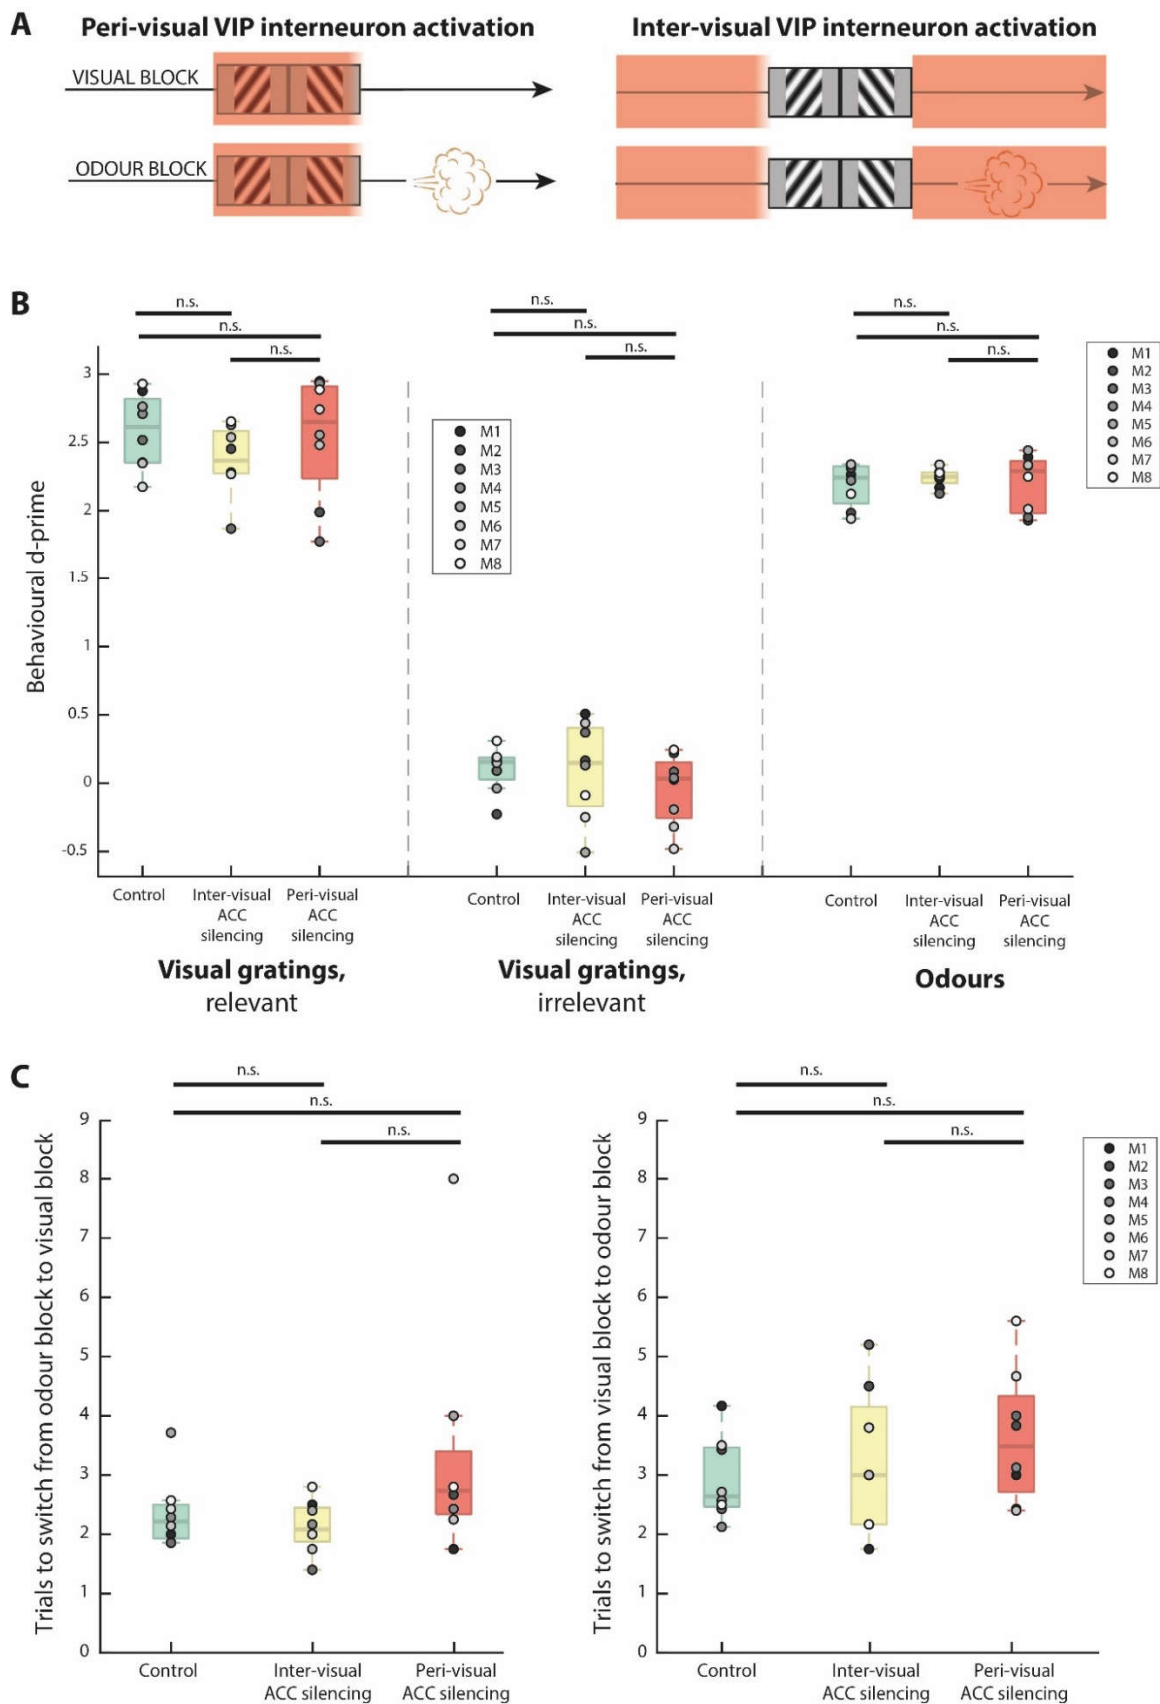 A
Peri-visual VIP interneuron activation
Inter-visual VIP interneuron activation
VISUAL BLOCK
ODOUR BLOCK
B
n.s.
n.s.
n.s.
n.s.
n.s.
n.s.
n.s.
n.s.
n.s.
Behavioural d-prime
3
2.5
2
1.5
1
0.5
0
-0.5
M1
M2
M3
M4
M5
M6
M7
M8
M1
M2
M3
M4
M5
M6
M7
M8
Control
Inter-visual
ACC
silencing
Peri-visual
ACC
silencing
Visual gratings,
relevant
Control
Inter-visual
ACC
silencing
Peri-visual
ACC
silencing
Visual gratings,
irrelevant
Control
Inter-visual
ACC
silencing
Peri-visual
ACC
silencing
Odours
C
n.s.
n.s.
n.s.
Trials to switch from odour block to visual block
9
8
7
6
5
4
3
2
1
0
Control
Inter-visual
ACC silencing
Peri-visual
ACC silencing
n.s.
n.s.
n.s.
Trials to switch from visual block to odour block
9
8
7
6
5
4
3
2
1
0
Control
Inter-visual
ACC silencing
Peri-visual
ACC silencing
M1
M2
M3
M4
M5
M6
M7
M8